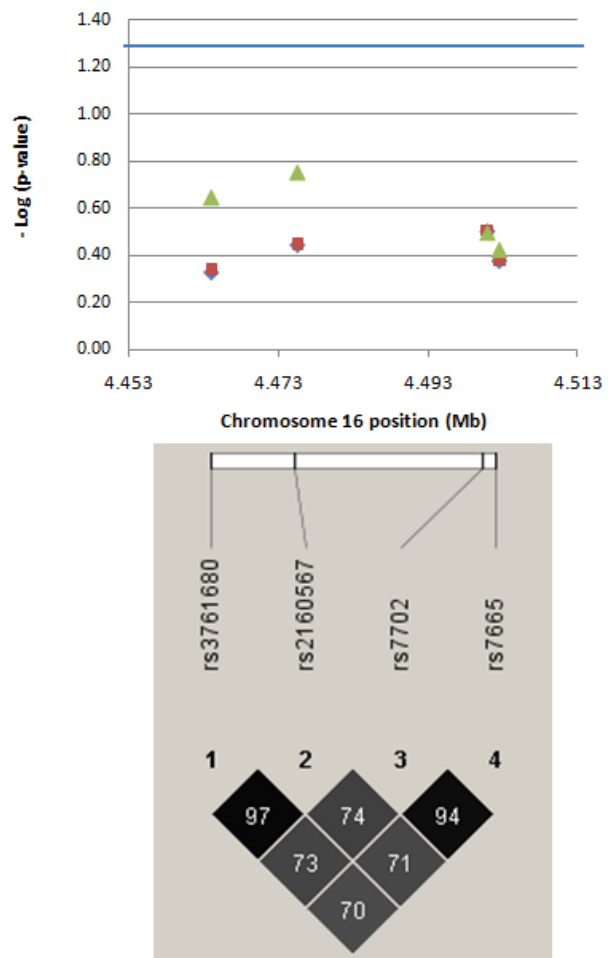 1.40
1.20
1.00
0.80
0.60
0.40
0.20
0.00
- Log (p-value)
4.453 4.473 4.493 4.513
Chromosome 16 position (Mb)
rs3761680
rs2160567
rs7702
rs7665
1 2 3 4
97 74 94
73 71
70